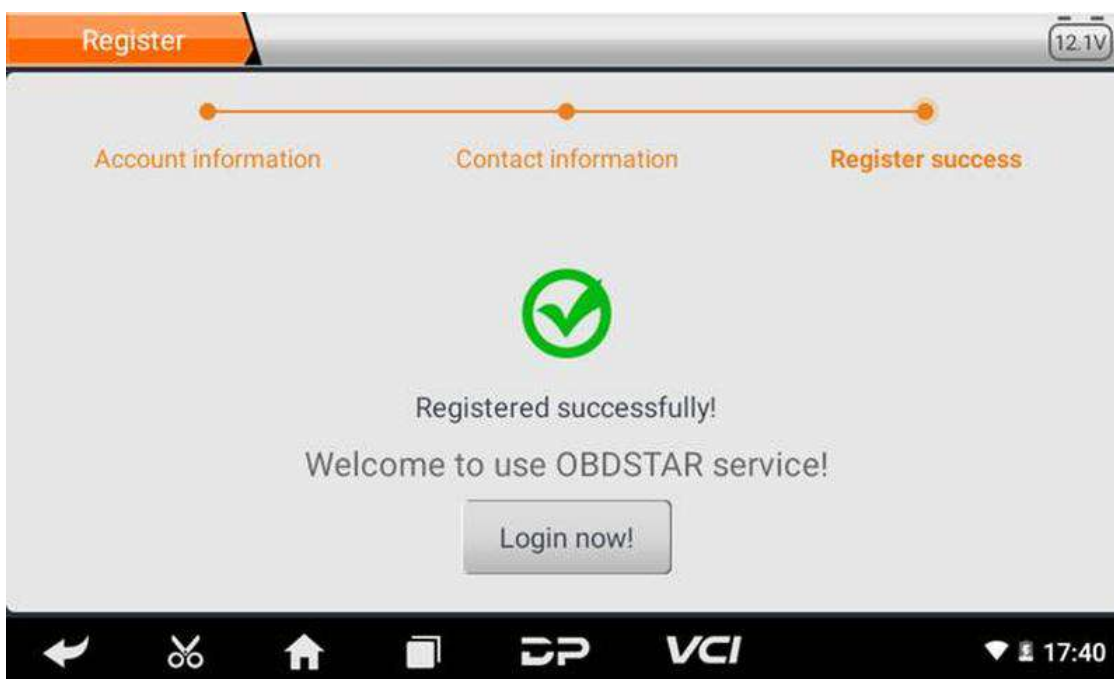 Register
12.1V
Account information
Contact information
Register success
Registered successfully!
Welcome to use OBDSTAR service!
Login now!
DP
VCI
17:40